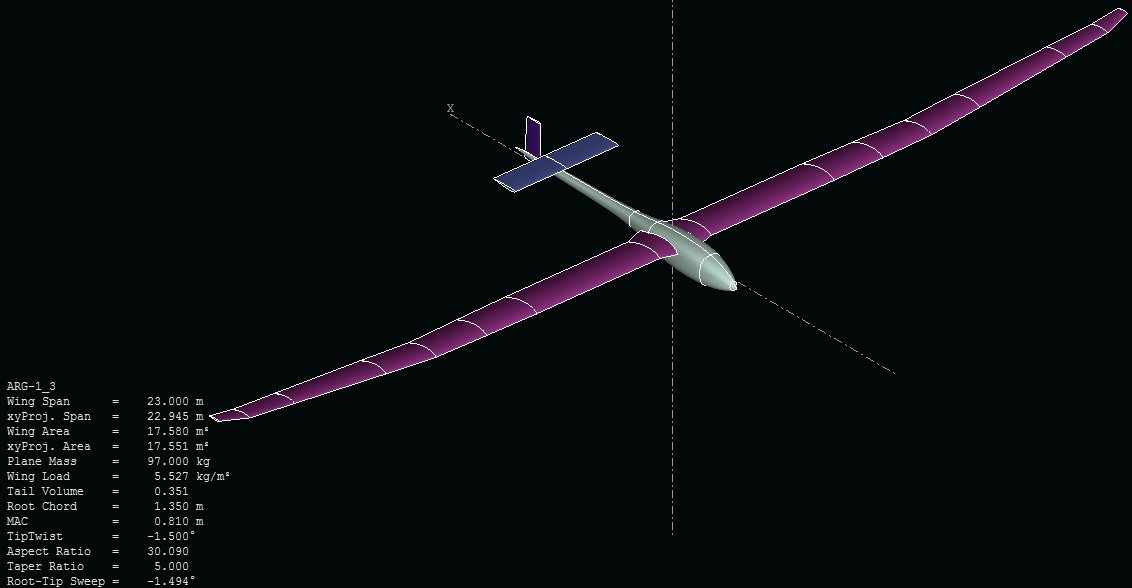 X
ARG-1_3
Wing Span = 23.000 m
xyProj. Span = 22.945 m
Wing Area = 17.580 m²
xyProj. Area = 17.551 m²
Plane Mass = 97.000 kg
Wing Load = 5.527 kg/m²
Tail Volume = 0.351
Root Chord = 1.350 m
MAC = 0.810 m
TipTwist = -1.500°
Aspect Ratio = 30.090
Taper Ratio = 5.000
Root-Tip Sweep = -1.494°